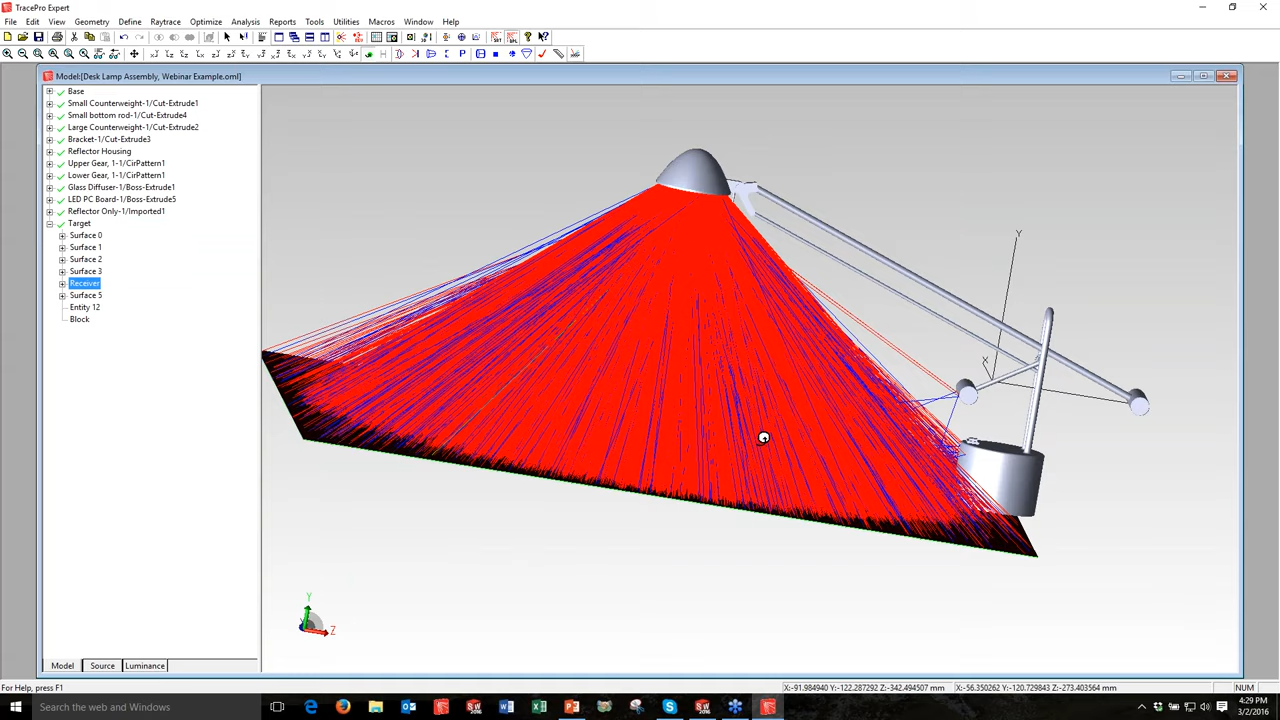 TracePro Expert
File Edit View Geometry Define Raytrace Optimize Analysis Reports Tools Utilities Macros Window Help
Model:[Desk Lamp Assembly, Webinar Example.oml]
Base
Small Counterweight-1/Cut-Extrude1
Small bottom rod-1/Cut-Extrude4
Large Counterweight-1/Cut-Extrude2
Bracket-1/Cut-Extrude3
Reflector Housing
Upper Gear, 1-1/CirPattern1
Lower Gear, 1-1/CirPattern1
Glass Diffuser-1/Boss-Extrude1
LED PC Board-1/Boss-Extrude5
Reflector Only-1/Imported1
Target
Surface 0
Surface 1
Surface 2
Surface 3
Receiver
Surface 5
Entity 12
Block
Y
X
Y
Z
Model Source Luminance
For Help, press F1
X:-91.984940 Y:-122.287292 Z:-342.494507 mm
X:-56.350262 Y:-120.729843 Z:-273.403564 mm
NUM
Search the web and Windows
4:29 PM
3/2/2016